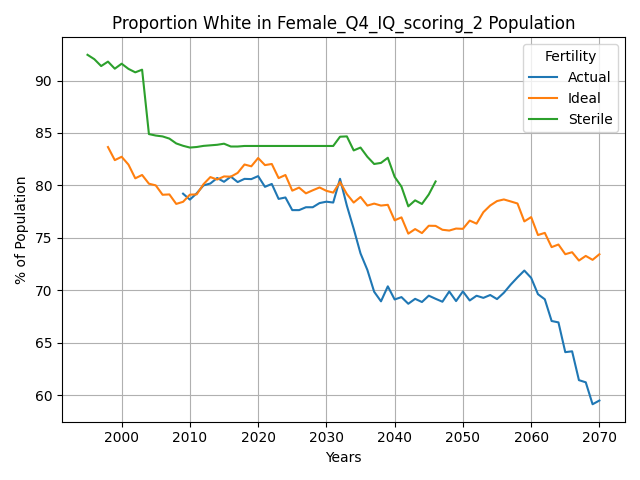 Proportion White in Female_Q4_IQ_scoring_2 Population
Fertility
Actual
Ideal
Sterile
% of Population
90
85
80
75
70
65
60
2000 2010 2020 2030 2040 2050 2060 2070
Years